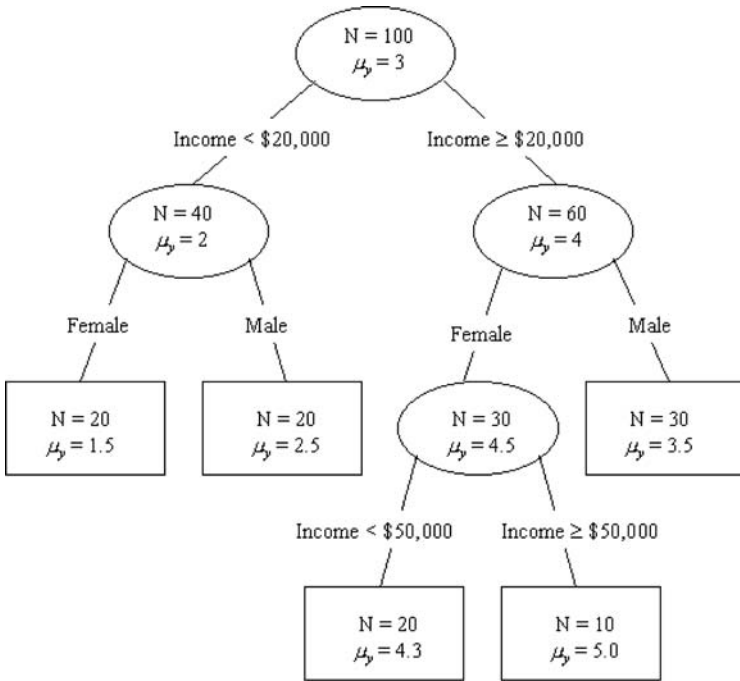 N = 100
μy = 3
Income < $20,000
Income ≥ $20,000
N = 40
μy = 2
N = 60
μy = 4
Female
Male
Female
Male
N = 20
μy = 1.5
N = 20
μy = 2.5
N = 30
μy = 4.5
N = 30
μy = 3.5
Income < $50,000
Income ≥ $50,000
N = 20
μy = 4.3
N = 10
μy = 5.0